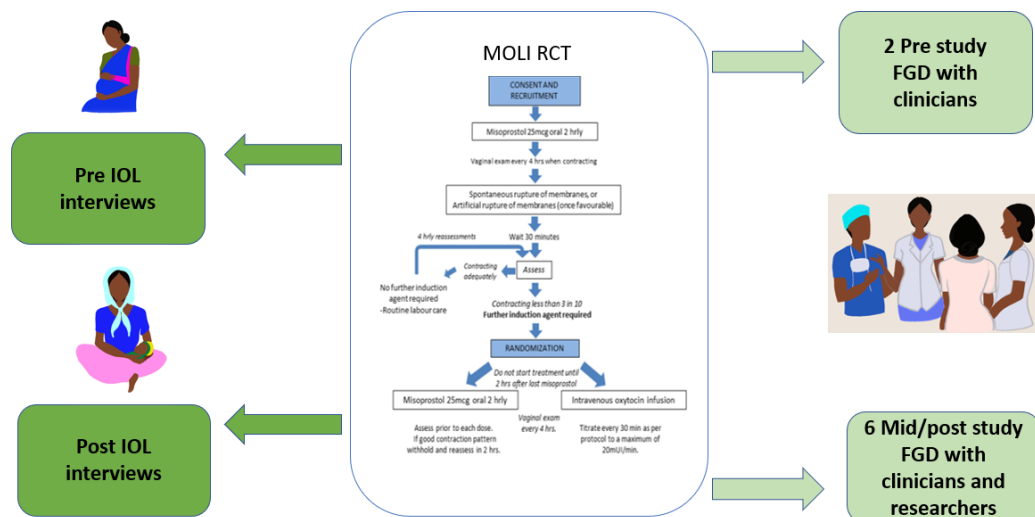 MOLI RCT
CONSENT AND
RECRUITMENT
Misoprostol 25mcg oral 2 hrly
Vaginal exam every 4 hrs when contracting
Spontaneous rupture of membranes, or
Artificial rupture of membranes (once favourable)
4 hrly reassessments
Wait 30 minutes
Contracting
adequately
Assess
No further induction
agent required
-Routine labour care
Contracting less than 3 in 10
Further induction agent required
RANDOMIZATION
Do not start treatment until
2 hrs after last misoprostol
Misoprostol 25mcg oral 2 hrly
Intravenous oxytocin infusion
Vaginal exam
every 4 hrs.
Assess prior to each dose.
If good contraction pattern
withhold and reassess in 2 hrs.
Titrate every 30 min as per
protocol to a maximum of
20mUI/min.
Pre IOL
interviews
Post IOL
interviews
2 Pre study
FGD with
clinicians
6 Mid/post study
FGD with
clinicians and
researchers